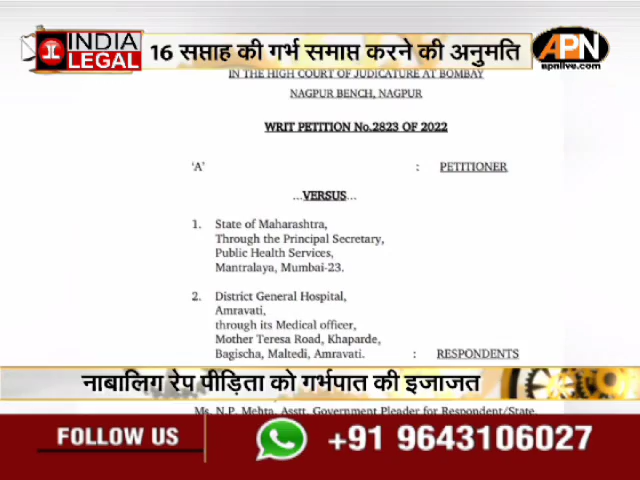 INDIA
LEGAL
16 सप्ताह की गर्भ समाप्त करने की अनुमति
APN
apnlive.com
IN THE HIGH COURT OF JUDICATURE AT BOMBAY
NAGPUR BENCH, NAGPUR
WRIT PETITION No.2823 OF 2022
'A' : PETITIONER
...VERSUS...
1. State of Maharashtra,
Through the Principal Secretary,
Public Health Services,
Mantralaya, Mumbai-23.
2. District General Hospital,
Amravati,
through its Medical officer,
Mother Teresa Road, Khaparde,
Bagischa, Maltedi, Amravati. : RESPONDENTS
नाबालिग रेप पीड़िता को गर्भपात की इजाजत
Ms. N.P. Mehta, Asstt. Government Pleader for Respondent/State.
FOLLOW US
+91 9643106027